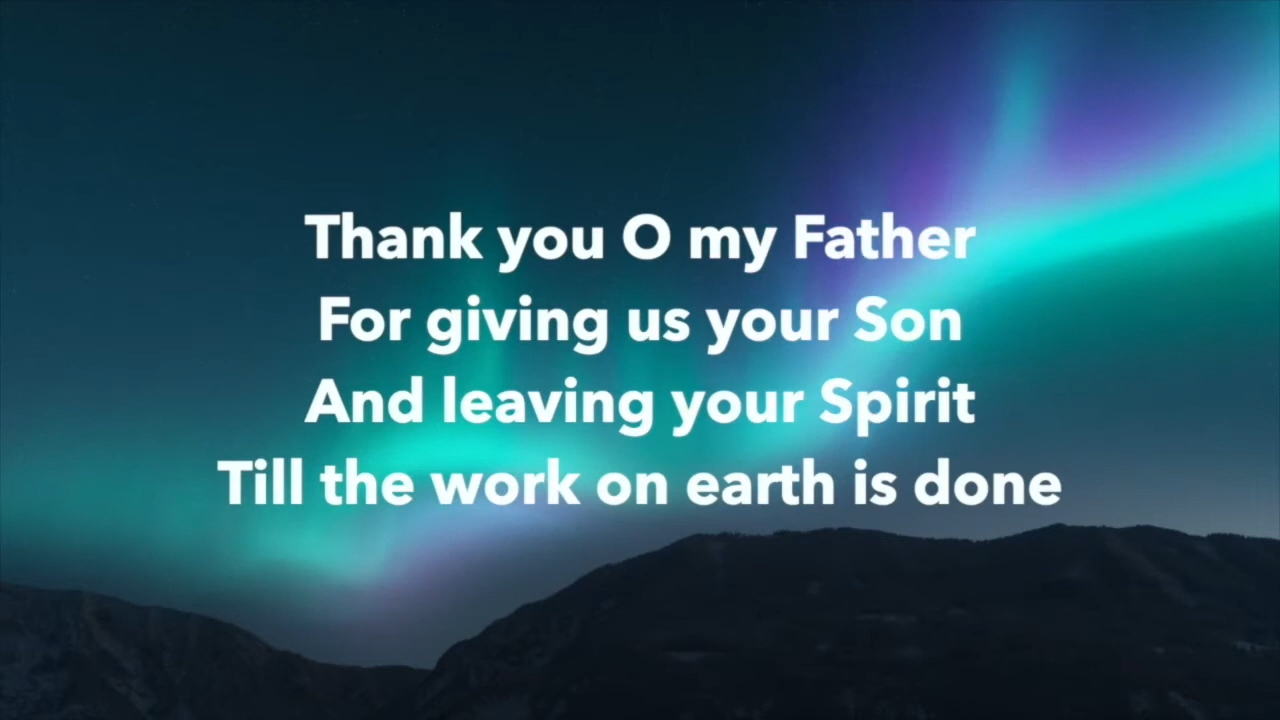 Thank you O my Father
For giving us your Son
And leaving your Spirit
Till the work on earth is done